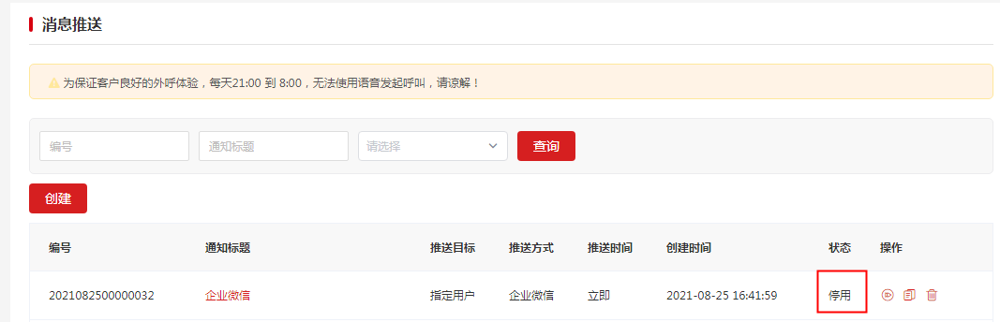 消息推送
为保证客户良好的外呼体验，每天21:00 到 8:00，无法使用语音发起呼叫，请谅解！
编号 通知标题 请选择 查询
创建
编号 通知标题 推送目标 推送方式 推送时间 创建时间 状态 操作
2021082500000032 企业微信 指定用户 企业微信 立即 2021-08-25 16:41:59 停用